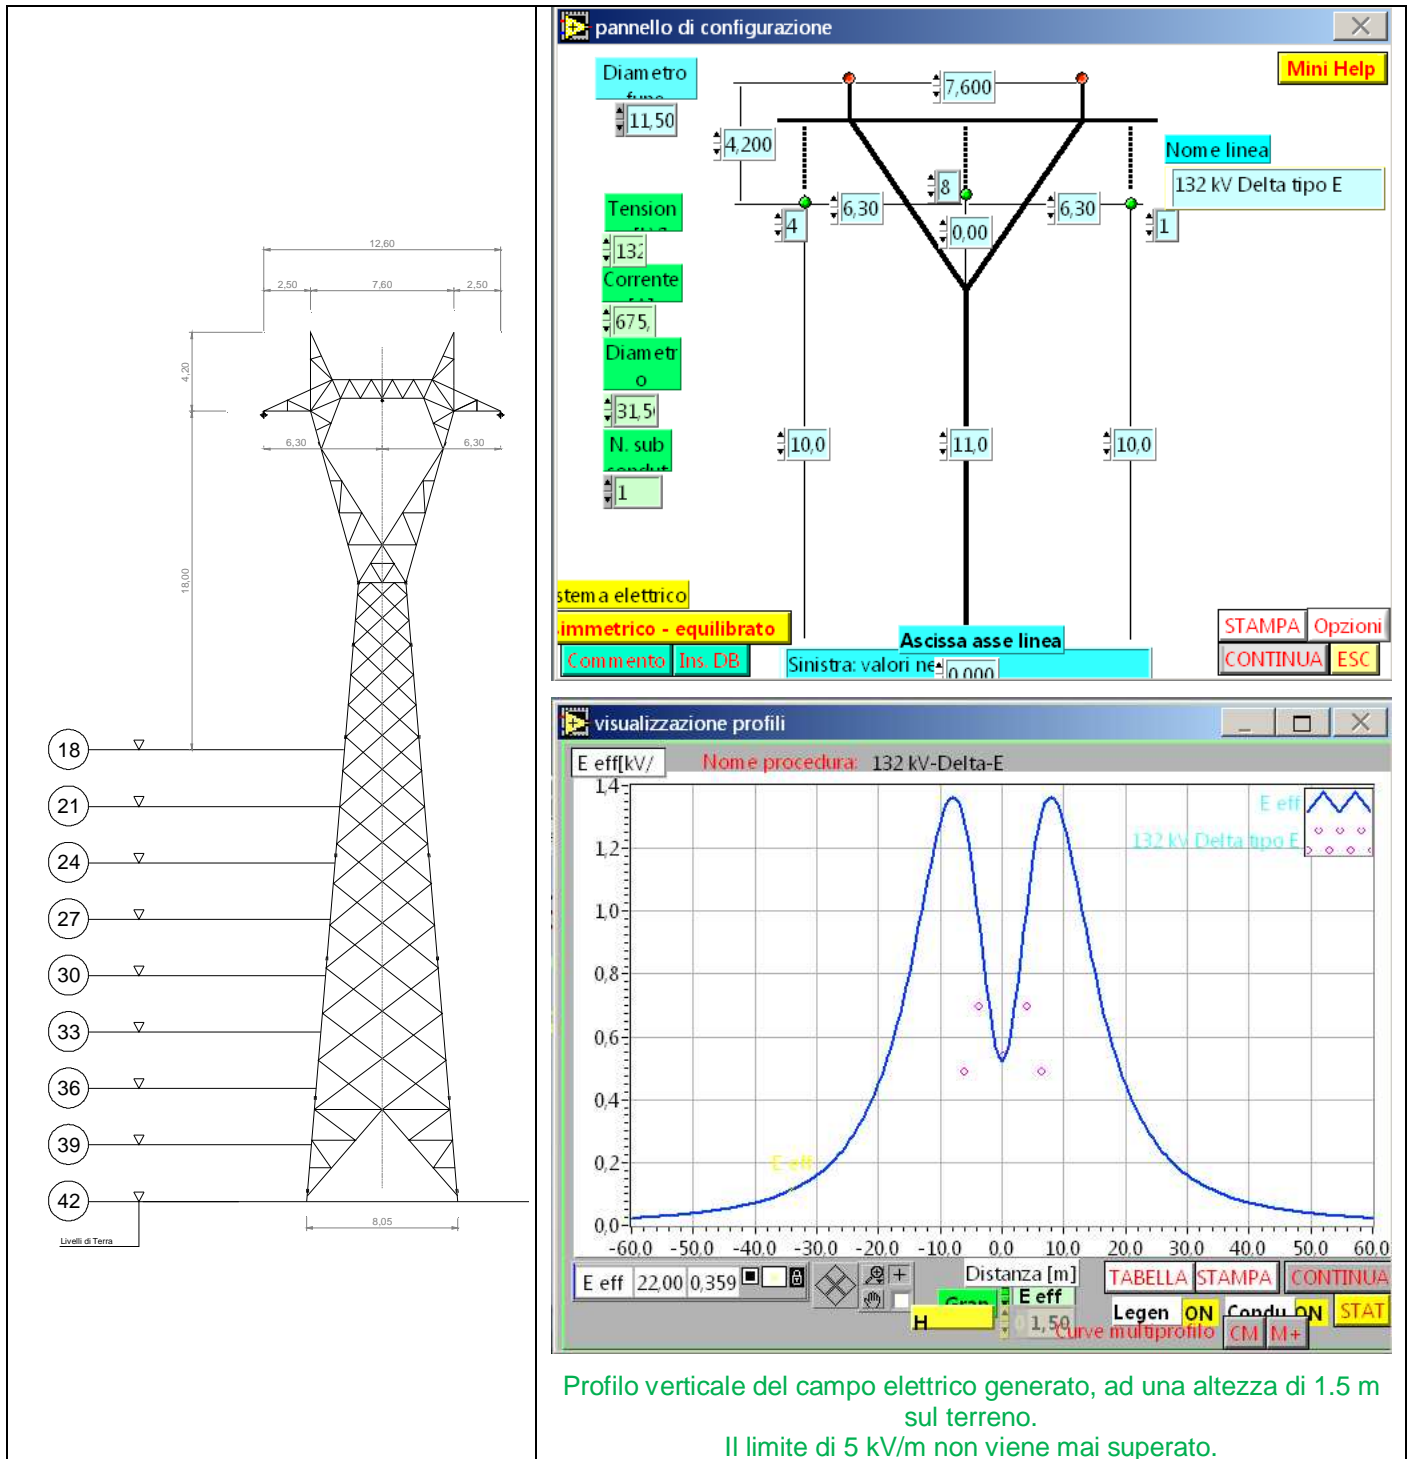 12,60
2,50
7,60
2,50
4,20
6,30
6,30
18,00
18
21
24
27
30
33
36
39
42
Livelli di Terra
8,05
pannello di configurazione
Mini Help
Diametro
11,50
7,600
4,200
Nome linea
132 kV Delta tipo E
8
6,30
6,30
4
0,00
1
Tension
132
Corrente
675,
Diametr
o
31,5
N. sub
1
10,0
11,0
10,0
stema elettrico
immetrico - equilibrato
Commento
Ins. DB
Ascissa asse linea
Sinistra: valori ne
0,000
STAMPA
Opzioni
CONTINUA
ESC
visualizzazione profili
E eff[kV/
Nome procedura: 132 kV-Delta-E
1,4
1,2
1,0
0,8
0,6
0,4
0,2
0,0
E eff
132 kV Delta tipo E
E eff
-60,0 -50,0 -40,0 -30,0 -20,0 -10,0 0,0 10,0 20,0 30,0 40,0 50,0 60,0
E eff 22,00 0,359
Distanza [m]
TABELLA STAMPA CONTINUA
E eff
H
1,50
Legen ON Condu ON STAT
Curve multiprofilo CM M+
Profilo verticale del campo elettrico generato, ad una altezza di 1.5 m
sul terreno.
Il limite di 5 kV/m non viene mai superato.